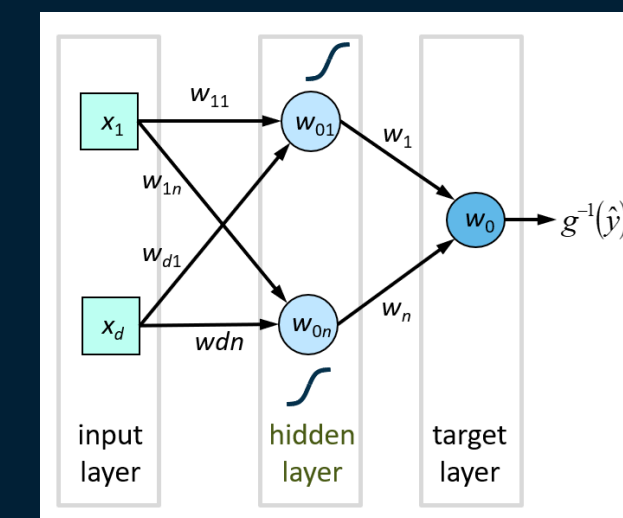 w11
x1
w01
w1
w1n
w0
g⁻¹(ŷ)
wd1
xd
wdn
w0n
wn
input layer
hidden layer
target layer